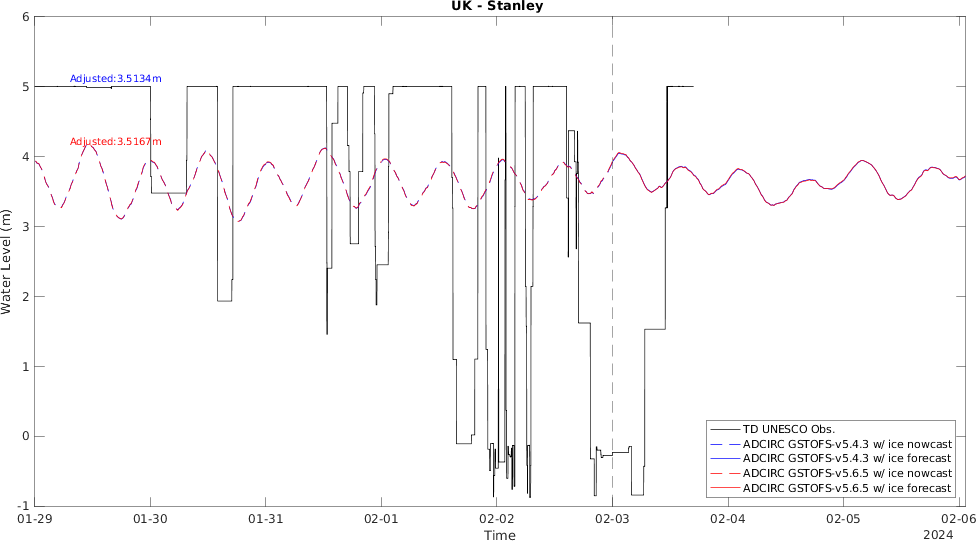 UK - Stanley
6
5
4
3
2
1
0
-1
Water Level (m)
Adjusted:3.5134m
Adjusted:3.5167m
TD UNESCO Obs.
ADCIRC GSTOFS-v5.4.3 w/ ice nowcast
ADCIRC GSTOFS-v5.4.3 w/ ice forecast
ADCIRC GSTOFS-v5.6.5 w/ ice nowcast
ADCIRC GSTOFS-v5.6.5 w/ ice forecast
01-29 01-30 01-31 02-01 02-02 02-03 02-04 02-05 02-06
Time
2024